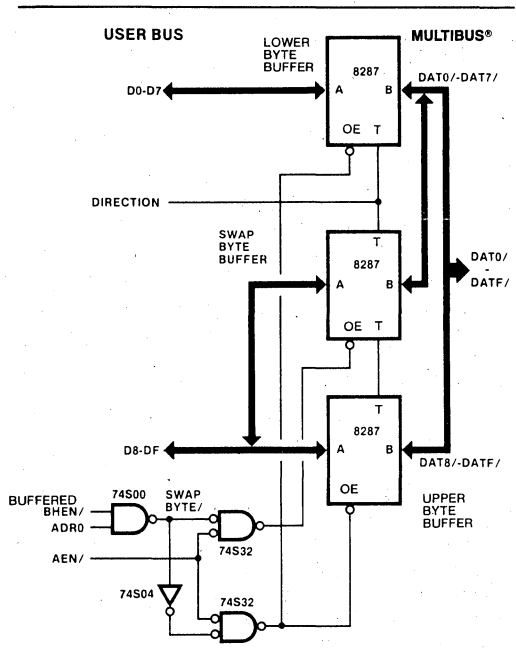 USER BUS
MULTIBUS®
LOWER
BYTE
BUFFER
8287
D0-D7
A
B
DAT0/-DAT7/
OE T
DIRECTION
SWAP
BYTE
BUFFER
T
8287
A
B
DAT0/
-
DATF/
OE T
T
8287
D8-DF
A
B
DAT8/-DATF/
OE
UPPER
BYTE
BUFFER
BUFFERED
BHEN/
ADR0
74S00
SWAP
BYTE/
74S32
AEN/
74S04
74S32